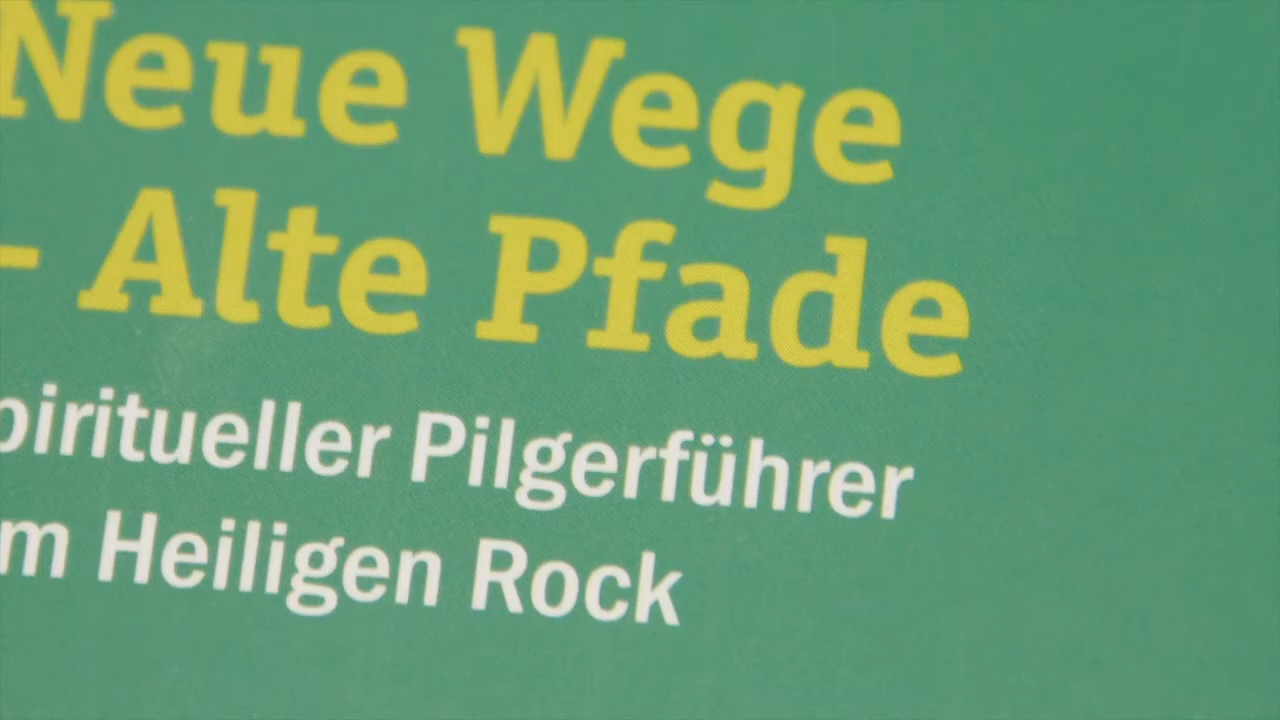 Neue Wege
– Alte Pfade
piritueller Pilgerführer
m Heiligen Rock